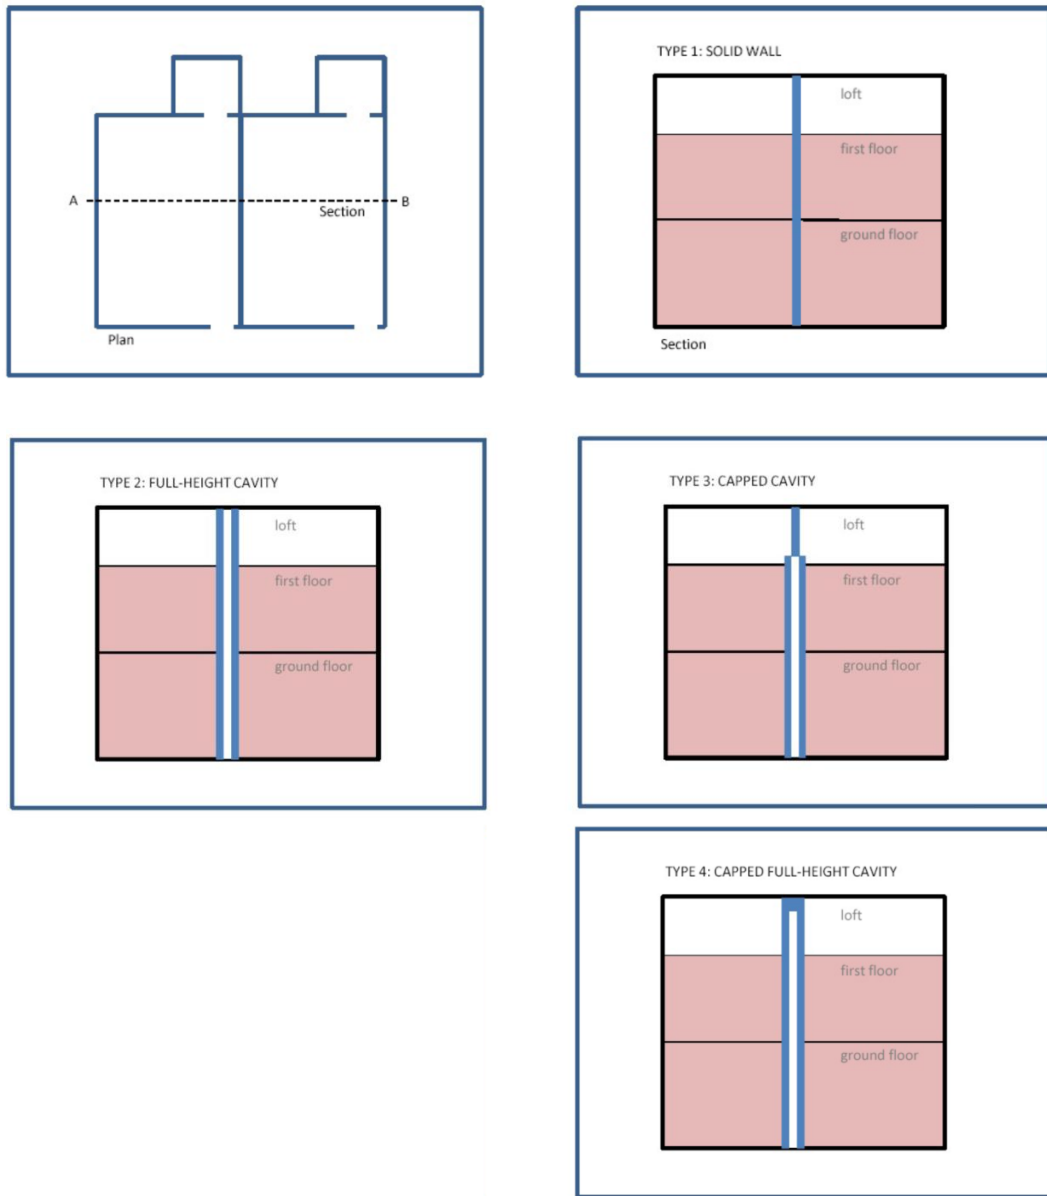 A
B
Section
Plan
TYPE 1: SOLID WALL
loft
first floor
ground floor
Section
TYPE 2: FULL-HEIGHT CAVITY
loft
first floor
ground floor
TYPE 3: CAPPED CAVITY
loft
first floor
ground floor
TYPE 4: CAPPED FULL-HEIGHT CAVITY
loft
first floor
ground floor